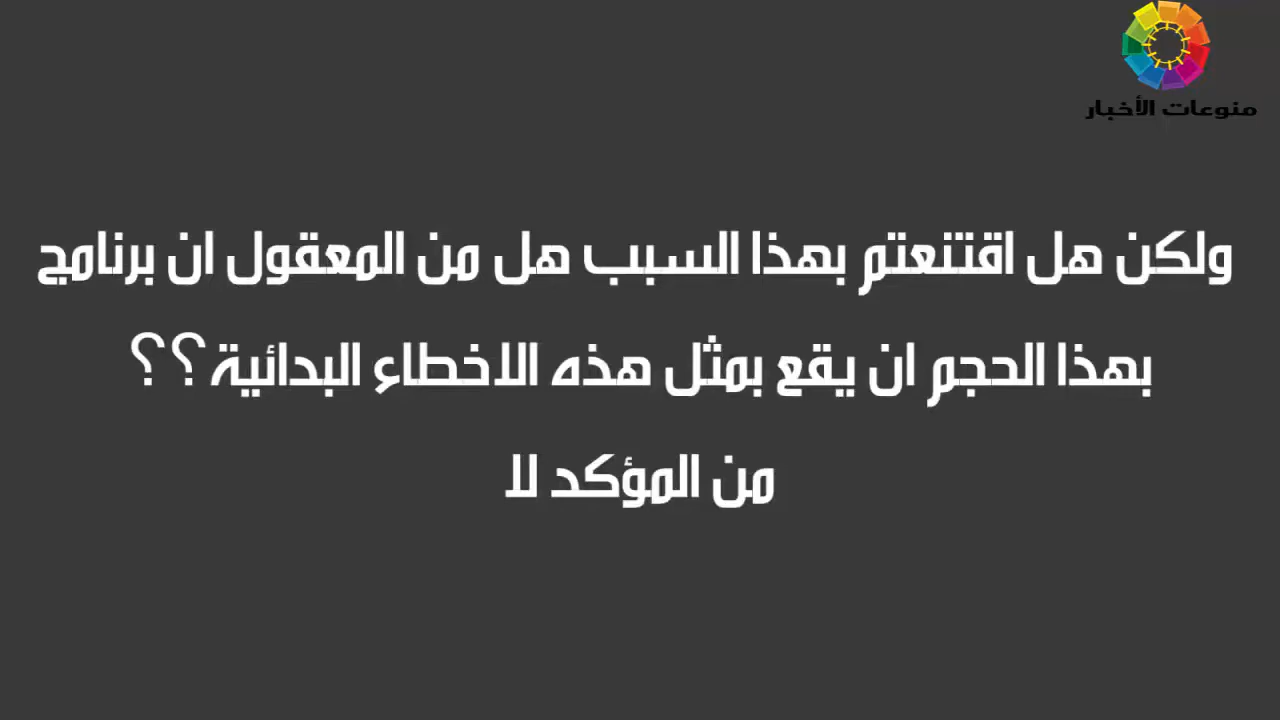 منوعات الأخبار
ولكن هل اقتنعتم بهذا السبب هل من المعقول ان برنامج
بهذا الحجم ان يقع بمثل هذه الاخطاء البدائية؟؟
من المؤكد لا